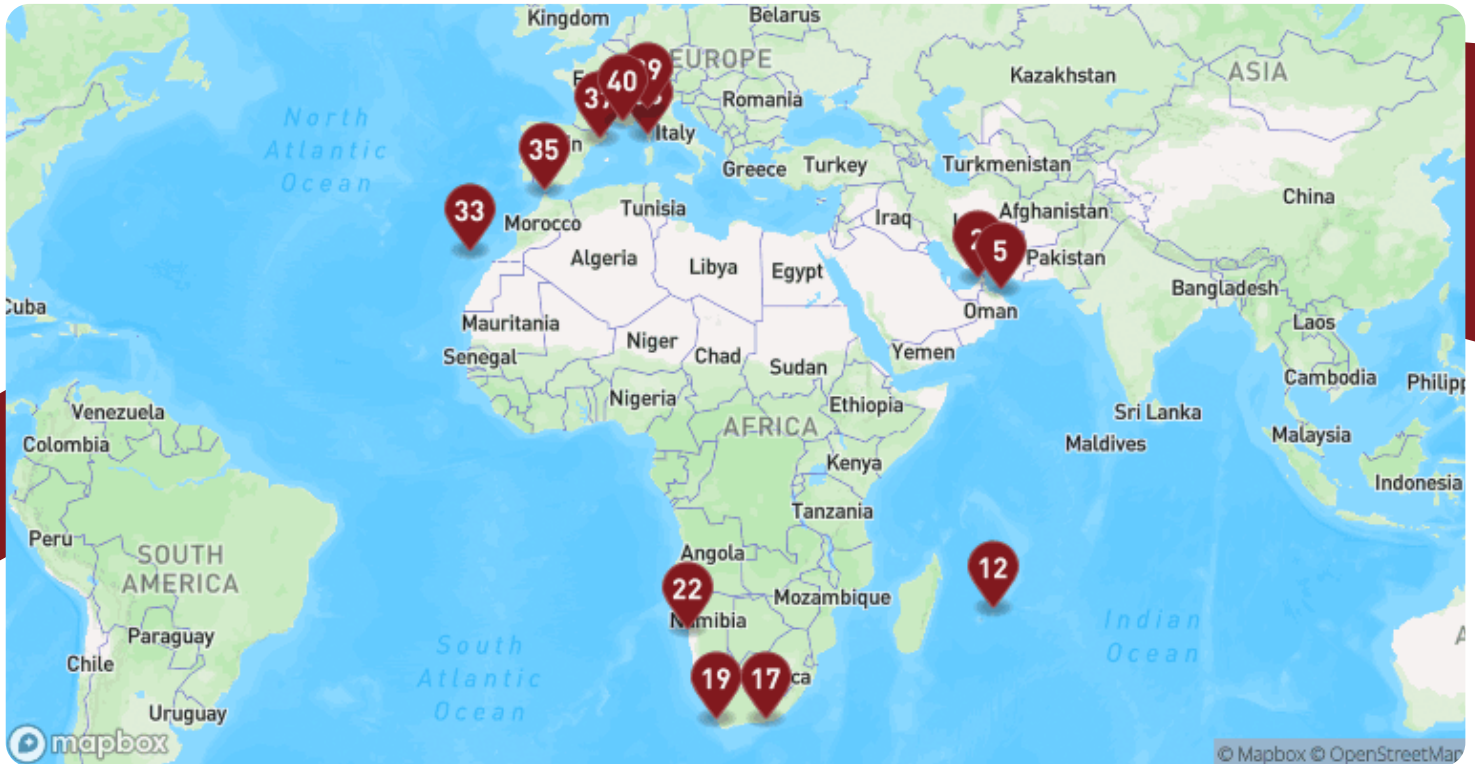 Kingdom
Belarus
EUROPE
ASIA
Kazakhstan
40
Romania
North
Atlantic
Ocean
Italy
35
Greece
Turkey
Turkmenistan
China
33
Tunisia
Morocco
Iraq
Afghanistan
5
Pakistan
Algeria
Libya
Egypt
Bangladesh
Cuba
Oman
Mauritania
Laos
Niger
Chad
Yemen
Senegal
Sudan
Cambodia
Philipp
Nigeria
Ethiopia
Venezuela
Sri Lanka
AFRICA
Colombia
Maldives
Malaysia
Kenya
Indonesia
Tanzania
Peru
SOUTH
AMERICA
Angola
12
22
Mozambique
Namibia
Indian
Ocean
Paraguay
South
Atlantic
Ocean
Chile
19
17
ca
Uruguay
mapbox
© Mapbox © OpenStreetMap